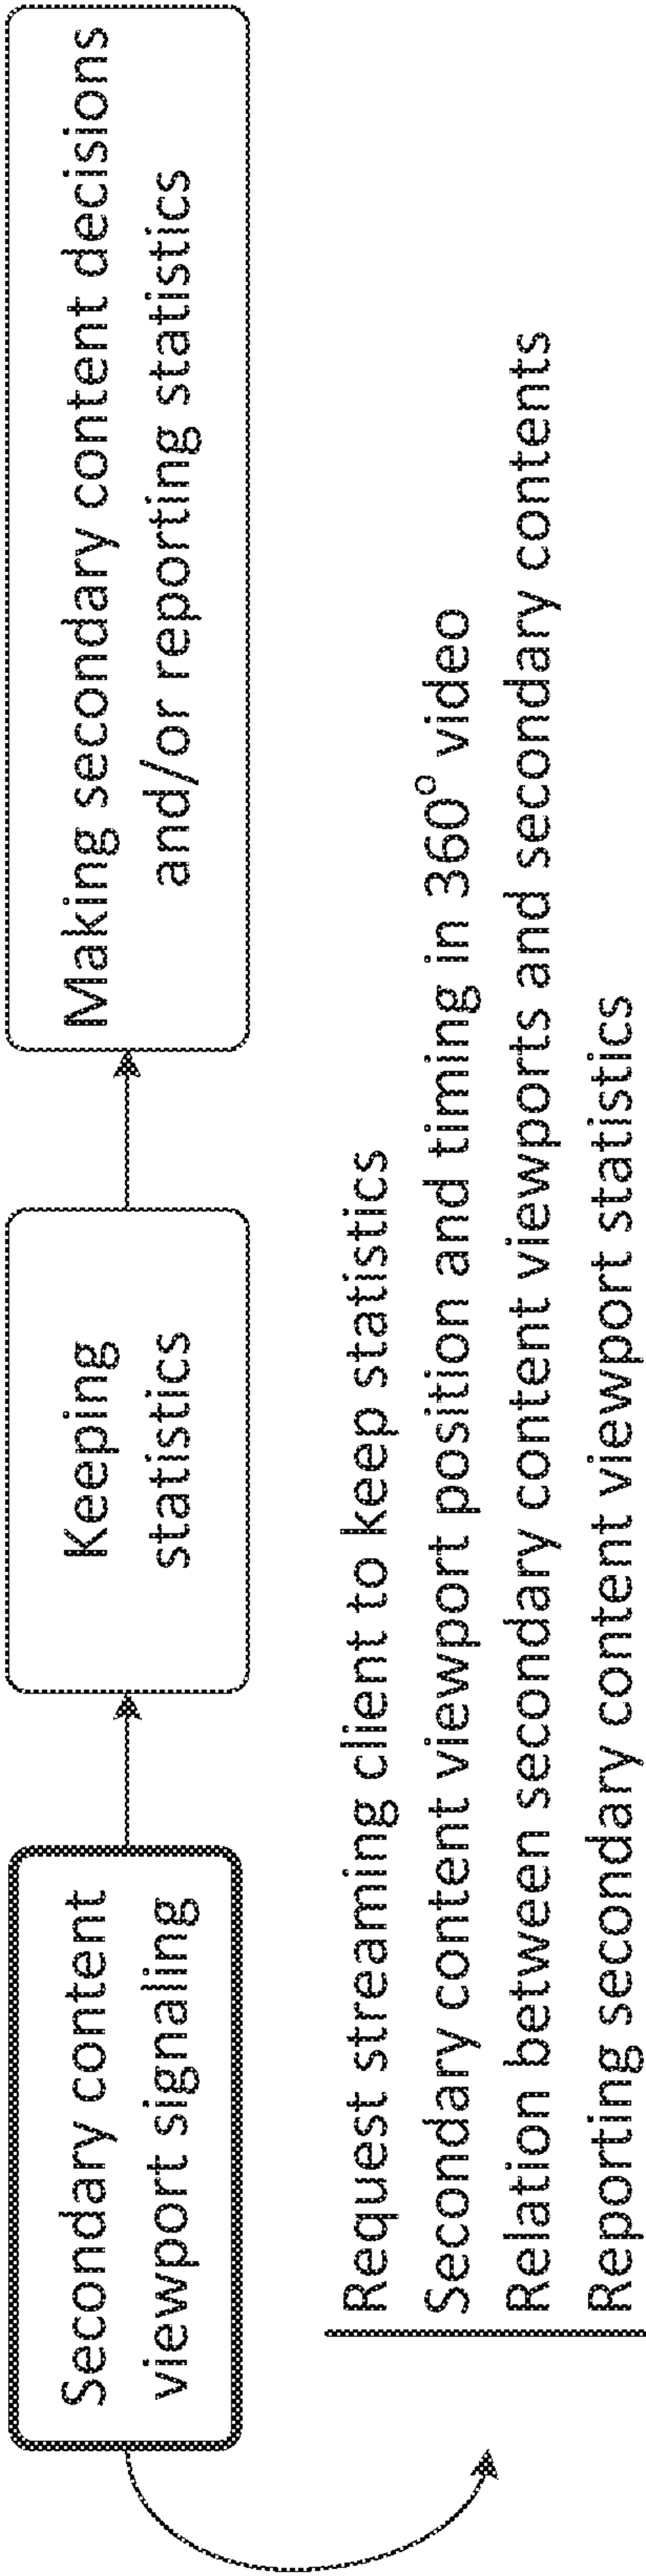 Secondary content
viewport signaling
Keeping
statistics
Making secondary content decisions
and/or reporting statistics
Request streaming client to keep statistics
Secondary content viewport position and timing in 360° video
Relation between secondary content viewports and secondary contents
Reporting secondary content viewport statistics